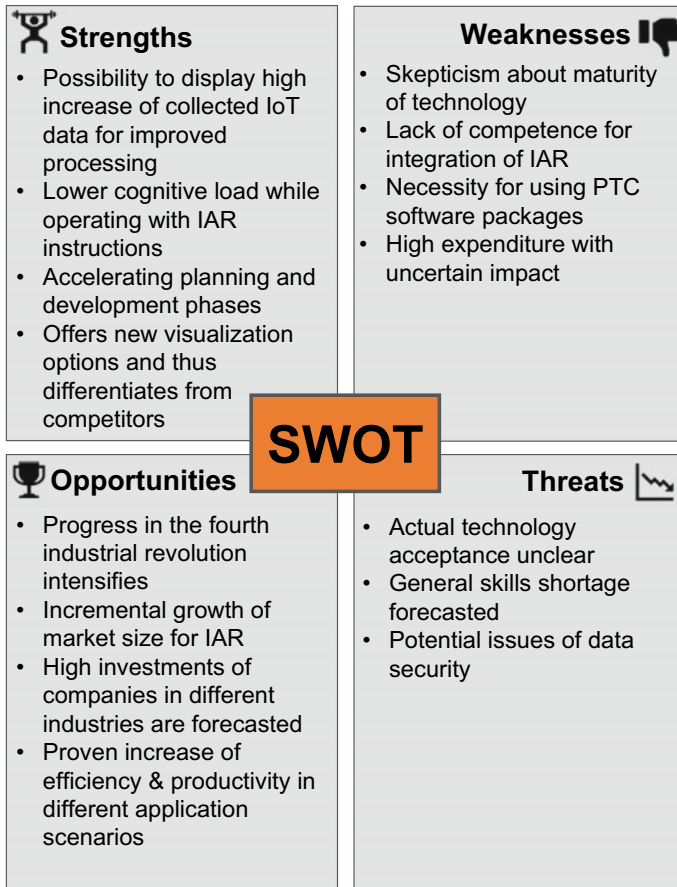 Strengths
• Possibility to display high
increase of collected IoT
data for improved
processing
• Lower cognitive load while
operating with IAR
instructions
• Accelerating planning and
development phases
• Offers new visualization
options and thus
differentiates from
competitors
Weaknesses
• Skepticism about maturity
of technology
• Lack of competence for
integration of IAR
• Necessity for using PTC
software packages
• High expenditure with
uncertain impact
SWOT
Opportunities
• Progress in the fourth
industrial revolution
intensifies
• Incremental growth of
market size for IAR
• High investments of
companies in different
industries are forecasted
• Proven increase of
efficiency & productivity in
different application
scenarios
Threats
• Actual technology
acceptance unclear
• General skills shortage
forecasted
• Potential issues of data
security